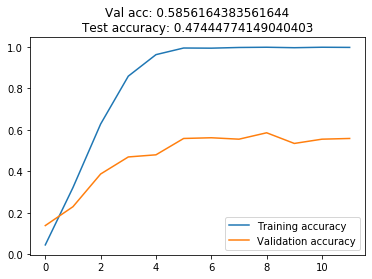 Val acc: 0.5856164383561644
Test accuracy: 0.47444774149040403
1.0
0.8
0.6
0.4
0.2
0.0
0 2 4 6 8 10
Training accuracy
Validation accuracy